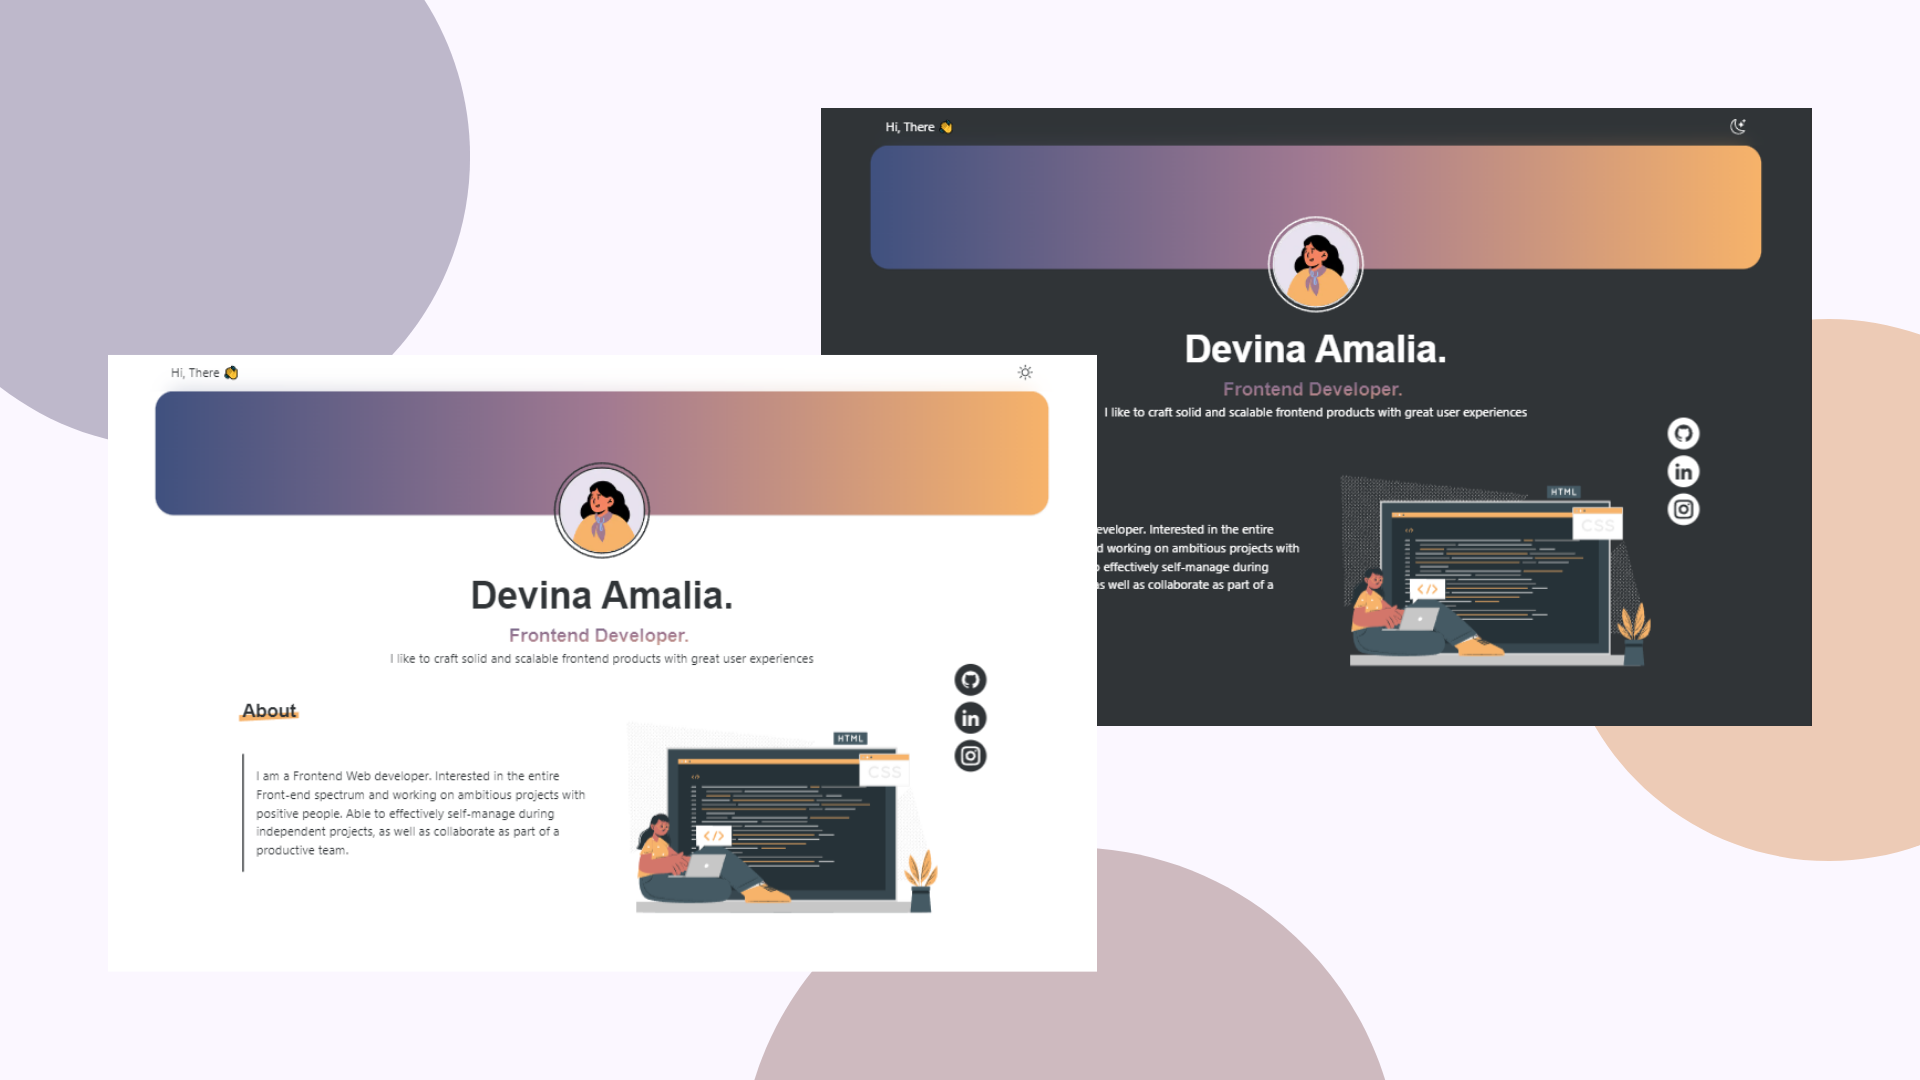 Hi, There 👋
Devina Amalia.
Frontend Developer.
I like to craft solid and scalable frontend products with great user experiences
eveloper. Interested in the entire
d working on ambitious projects with
effectively self-manage during
as well as collaborate as part of a
HTML
CSS
</>
</>
in
Hi, There 👋
Devina Amalia.
Frontend Developer.
I like to craft solid and scalable frontend products with great user experiences
About
I am a Frontend Web developer. Interested in the entire
Front-end spectrum and working on ambitious projects with
positive people. Able to effectively self-manage during
independent projects, as well as collaborate as part of a
productive team.
HTML
CSS
</>
</>
in